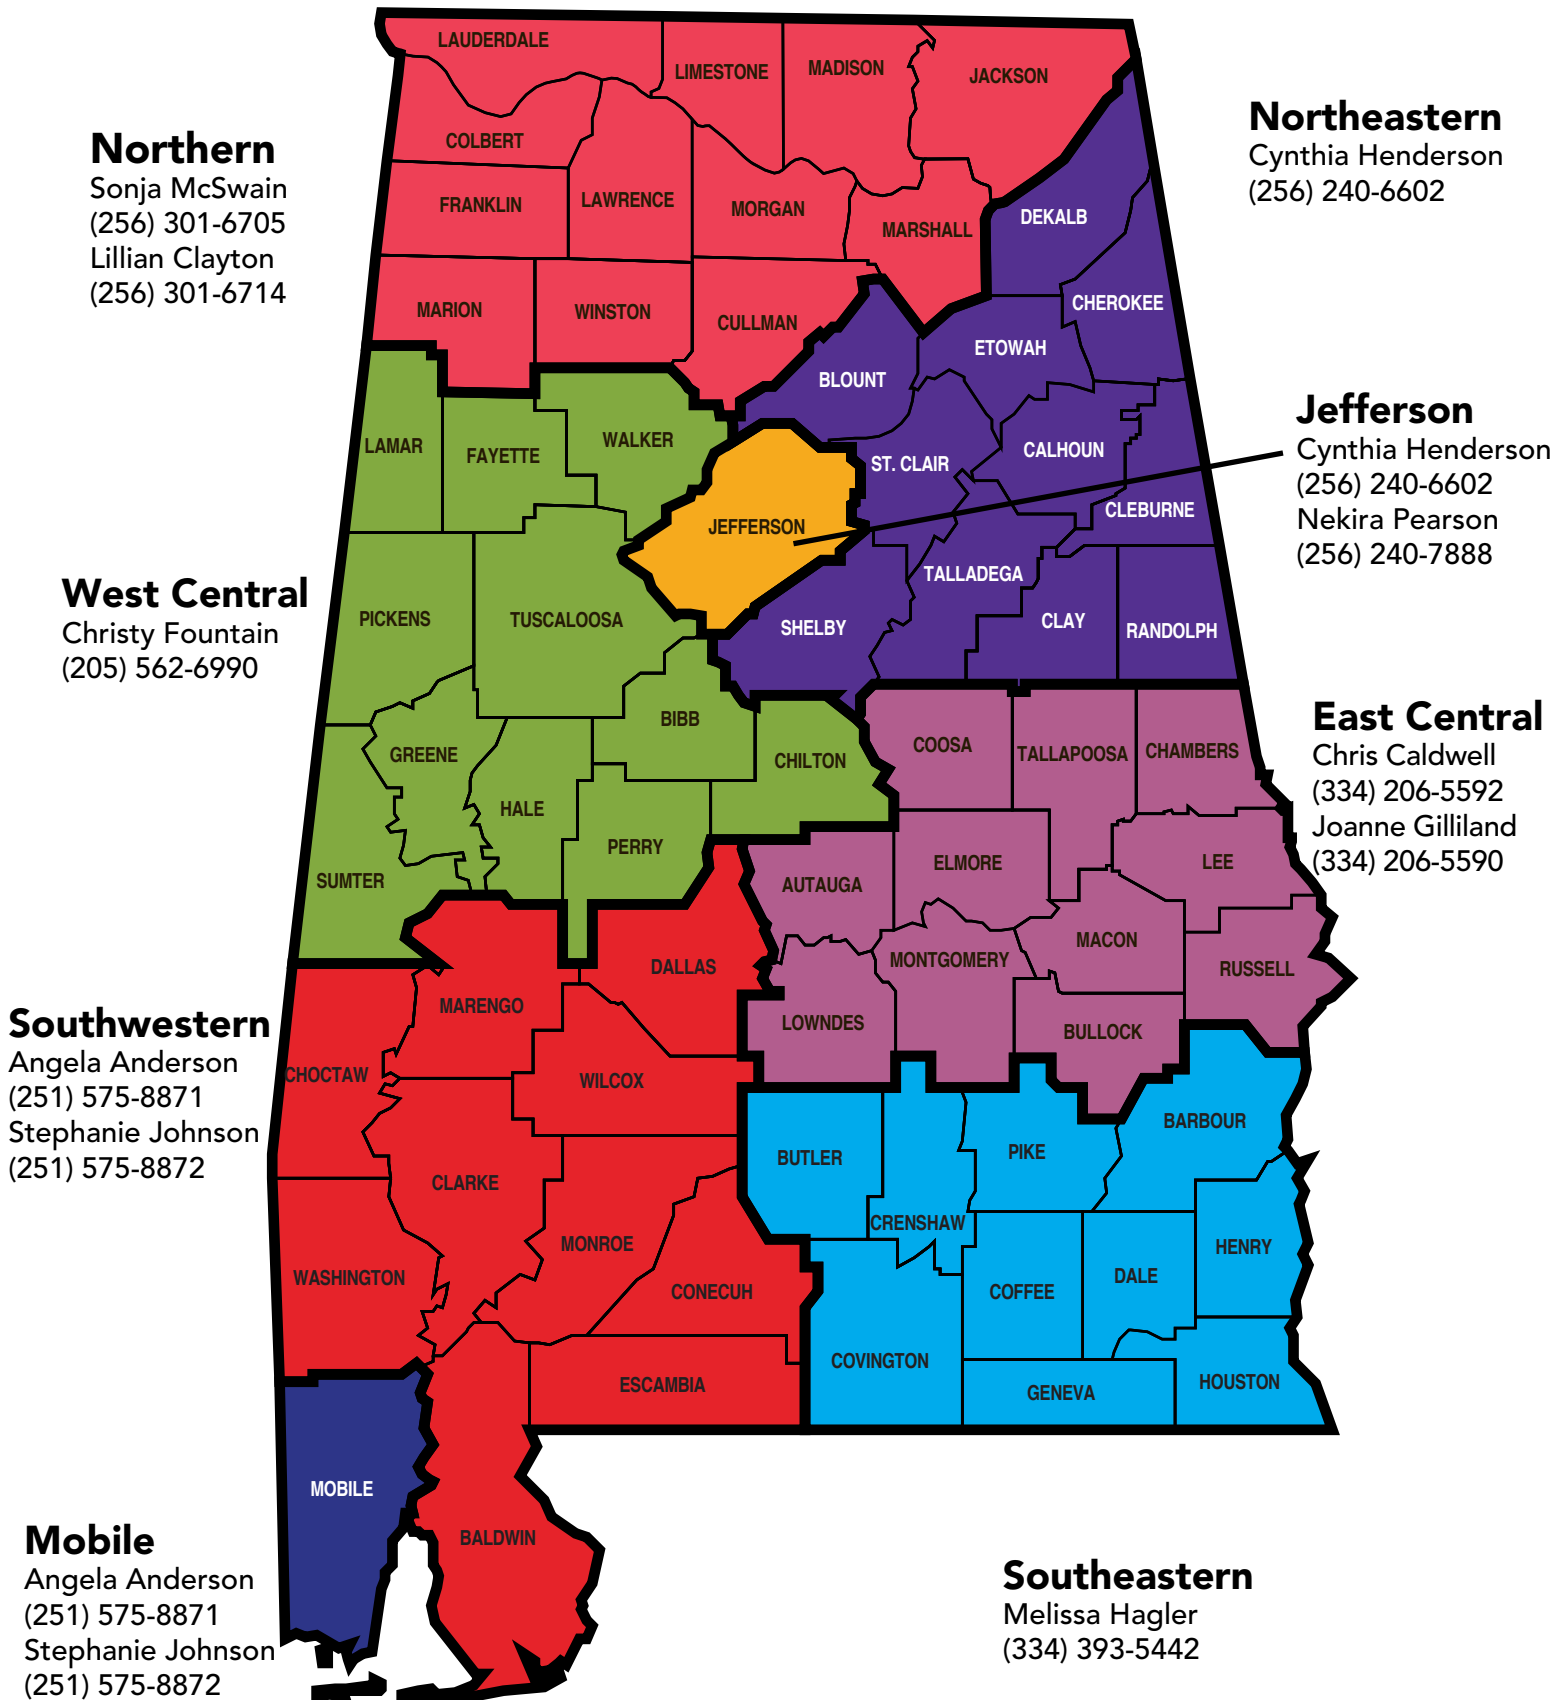 LAUDERDALE
LIMESTONE
MADISON
JACKSON
COLBERT
FRANKLIN
LAWRENCE
MORGAN
MARSHALL
MARION
WINSTON
CULLMAN
Northern
Sonja McSwain
(256) 301-6705
Lillian Clayton
(256) 301-6714
Northeastern
Cynthia Henderson
(256) 240-6602
DEKALB
CHEROKEE
ETOWAH
BLOUNT
ST. CLAIR
CALHOUN
CLEBURNE
TALLADEGA
CLAY
RANDOLPH
SHELBY
Jefferson
Cynthia Henderson
(256) 240-6602
Nekira Pearson
(256) 240-7888
JEFFERSON
LAMAR
FAYETTE
WALKER
PICKENS
TUSCALOOSA
BIBB
GREENE
HALE
CHILTON
PERRY
SUMTER
West Central
Christy Fountain
(205) 562-6990
East Central
Chris Caldwell
(334) 206-5592
Joanne Gilliland
(334) 206-5590
COOSA
TALLAPOOSA
CHAMBERS
AUTAUGA
ELMORE
LEE
MACON
MONTGOMERY
RUSSELL
LOWNDES
BULLOCK
Southwestern
Angela Anderson
(251) 575-8871
Stephanie Johnson
(251) 575-8872
DALLAS
MARENGO
CHOCTAW
WILCOX
CLARKE
MONROE
WASHINGTON
CONECUH
ESCAMBIA
BALDWIN
BARBOUR
BUTLER
PIKE
CRENSHAW
HENRY
COFFEE
DALE
COVINGTON
GENEVA
HOUSTON
MOBILE
Mobile
Angela Anderson
(251) 575-8871
Stephanie Johnson
(251) 575-8872
Southeastern
Melissa Hagler
(334) 393-5442